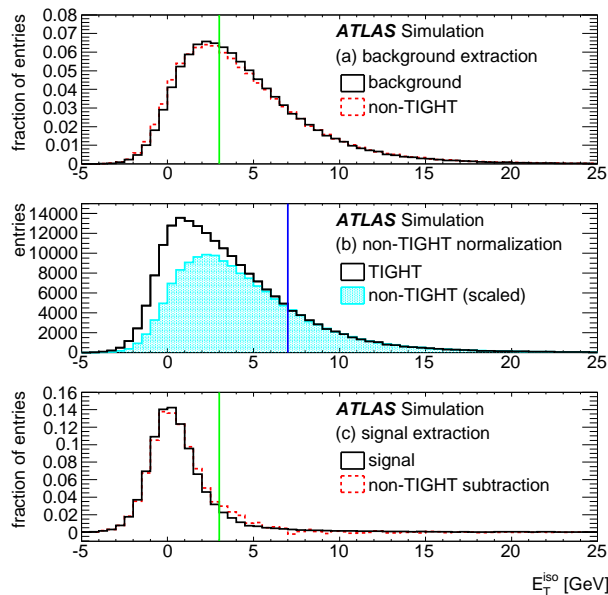 fraction of entries
0.08
0.07
0.06
0.05
0.04
0.03
0.02
0.01
0
-5 0 5 10 15 20 25
ATLAS Simulation
(a) background extraction
background
non-TIGHT
entries
14000
12000
10000
8000
6000
4000
2000
0
-5 0 5 10 15 20 25
ATLAS Simulation
(b) non-TIGHT normalization
TIGHT
non-TIGHT (scaled)
fraction of entries
0.16
0.14
0.12
0.1
0.08
0.06
0.04
0.02
0
-5 0 5 10 15 20 25
ATLAS Simulation
(c) signal extraction
signal
non-TIGHT subtraction
E_T^iso [GeV]